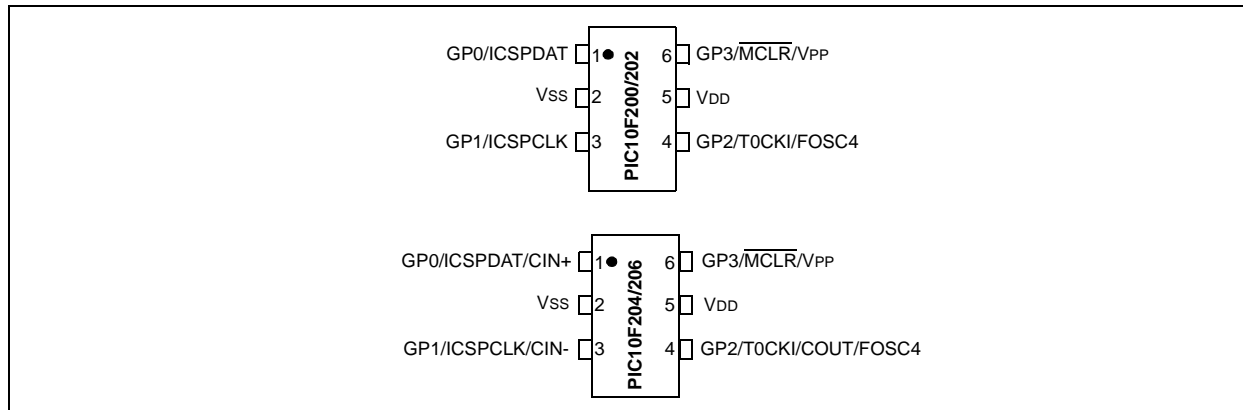 GP0/ICSPDAT 1 6 GP3/MCLR/VPP
VSS 2 5 VDD
GP1/ICSPCLK 3 4 GP2/T0CKI/FOSC4
PIC10F200/202
GP0/ICSPDAT/CIN+ 1 6 GP3/MCLR/VPP
VSS 2 5 VDD
GP1/ICSPCLK/CIN- 3 4 GP2/T0CKI/COUT/FOSC4
PIC10F204/206